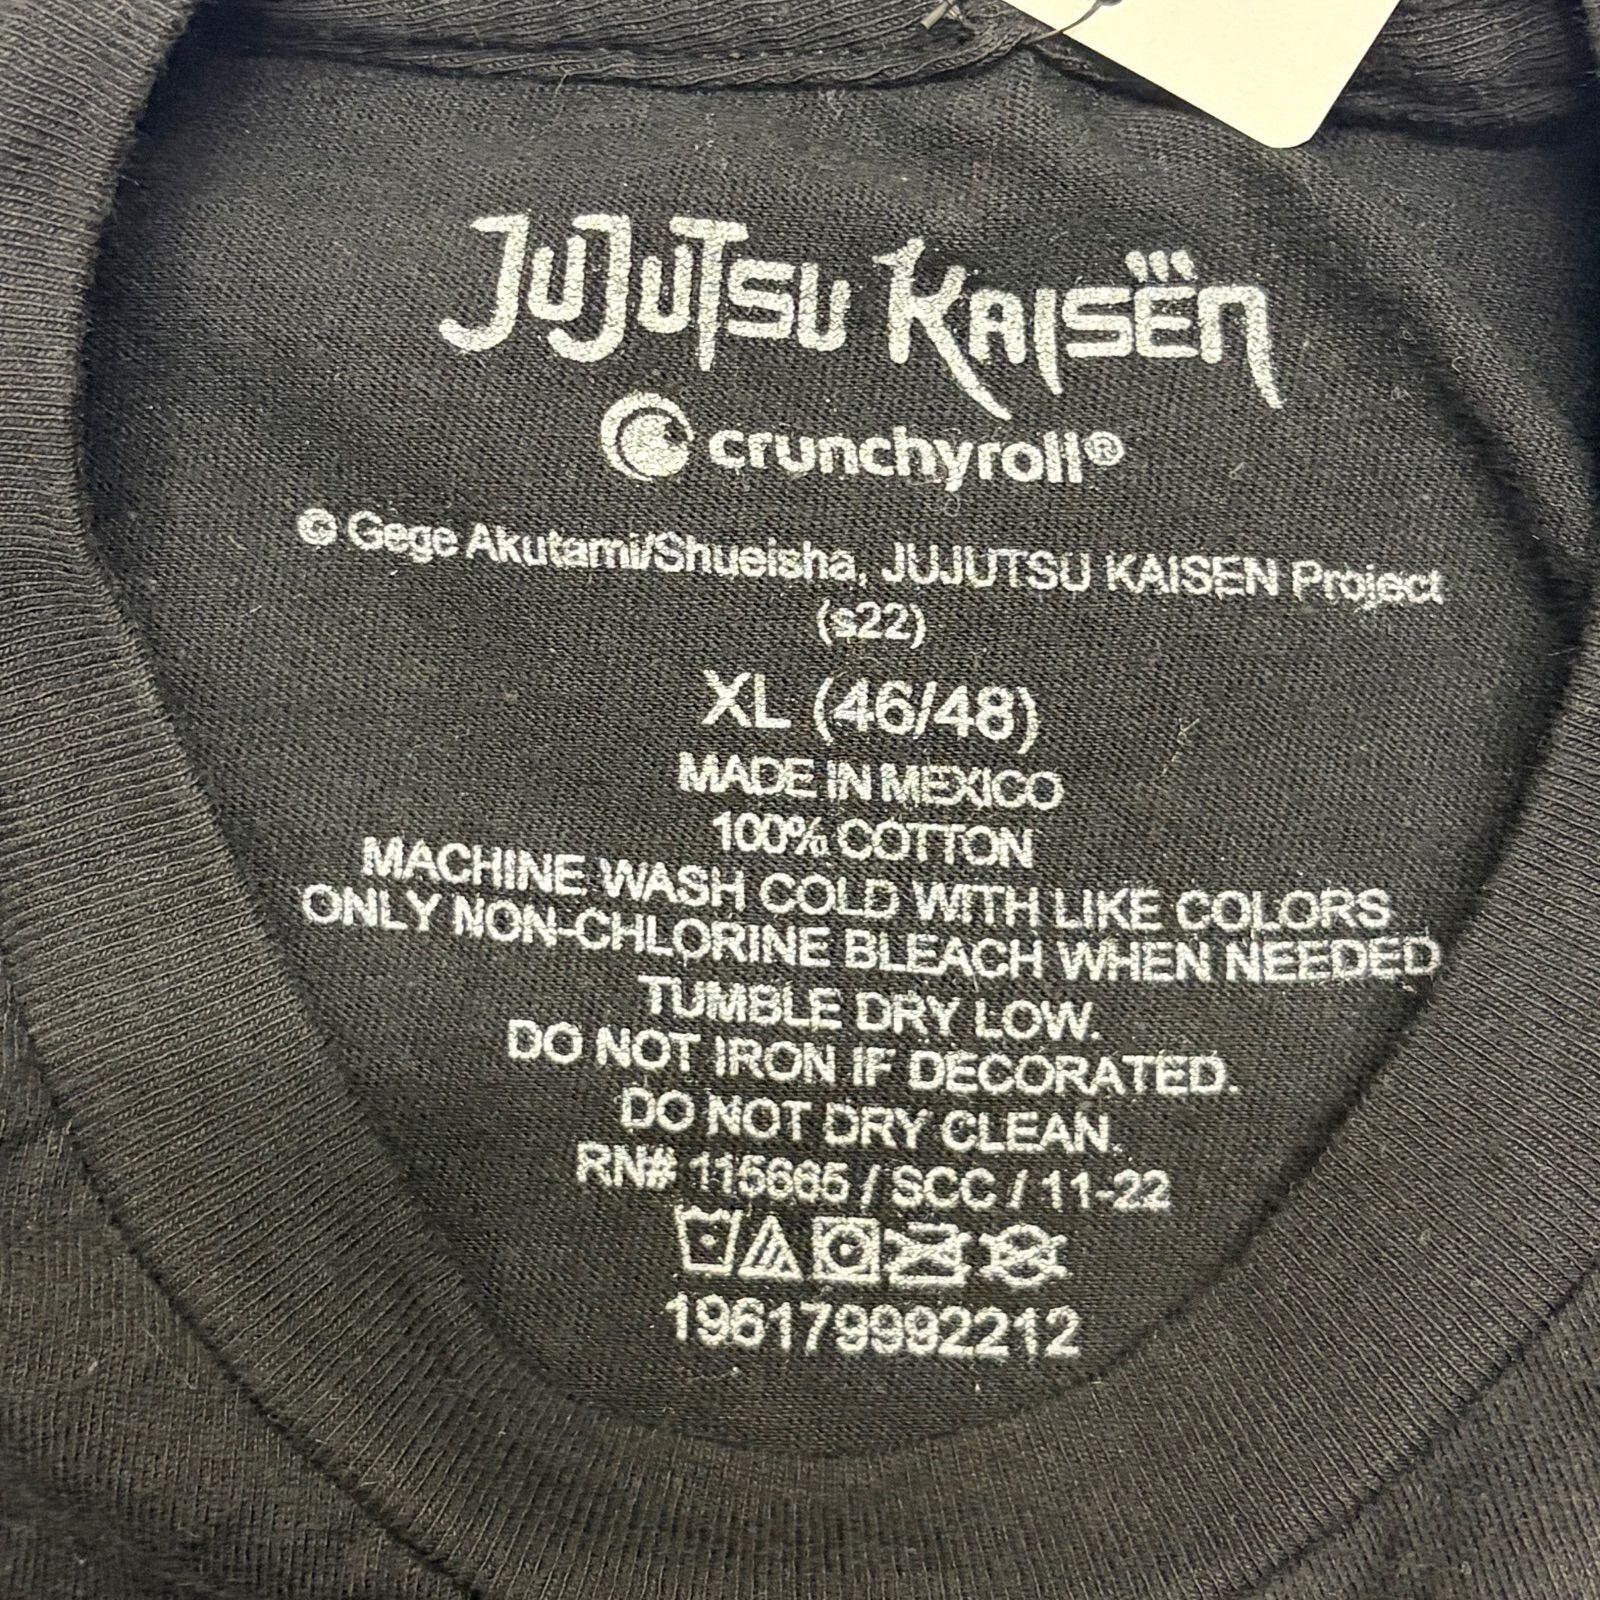 JUJUTSU KAISEN
crunchyroll®
© Gege Akutami/Shueisha, JUJUTSU KAISEN Project
(s22)
XL (46/48)
MADE IN MEXICO
100% COTTON
MACHINE WASH COLD WITH LIKE COLORS
ONLY NON-CHLORINE BLEACH WHEN NEEDED
TUMBLE DRY LOW.
DO NOT IRON IF DECORATED.
DO NOT DRY CLEAN.
RN# 115665 / SCC / 11-22
196179992212